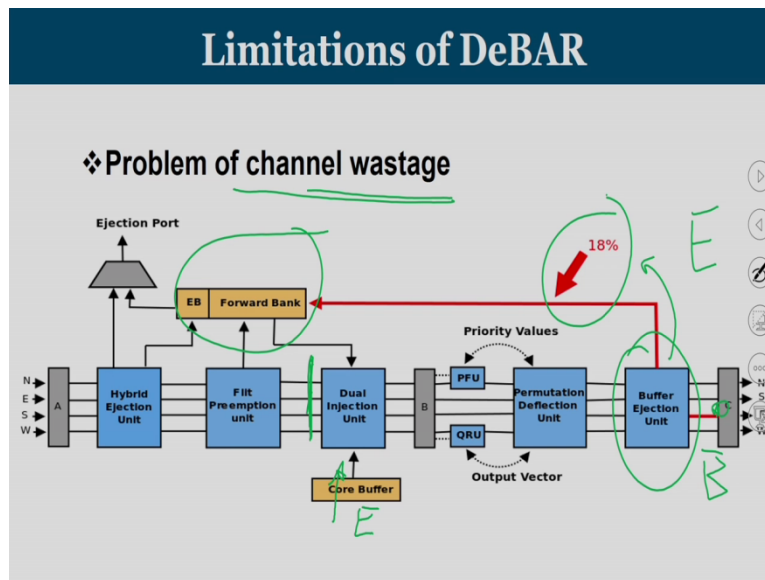 Limitations of DeBAR
❖Problem of channel wastage
Ejection Port
18%
E
EB Forward Bank
Priority Values
N
E
S
W
A
Hybrid
Ejection
Unit
Flit
Preemption
unit
Dual
Injection
Unit
B
PFU
QRU
Permutation
Deflection
Unit
Buffer
Ejection
Unit
C
N
S
W
Output Vector
Core Buffer
E
B